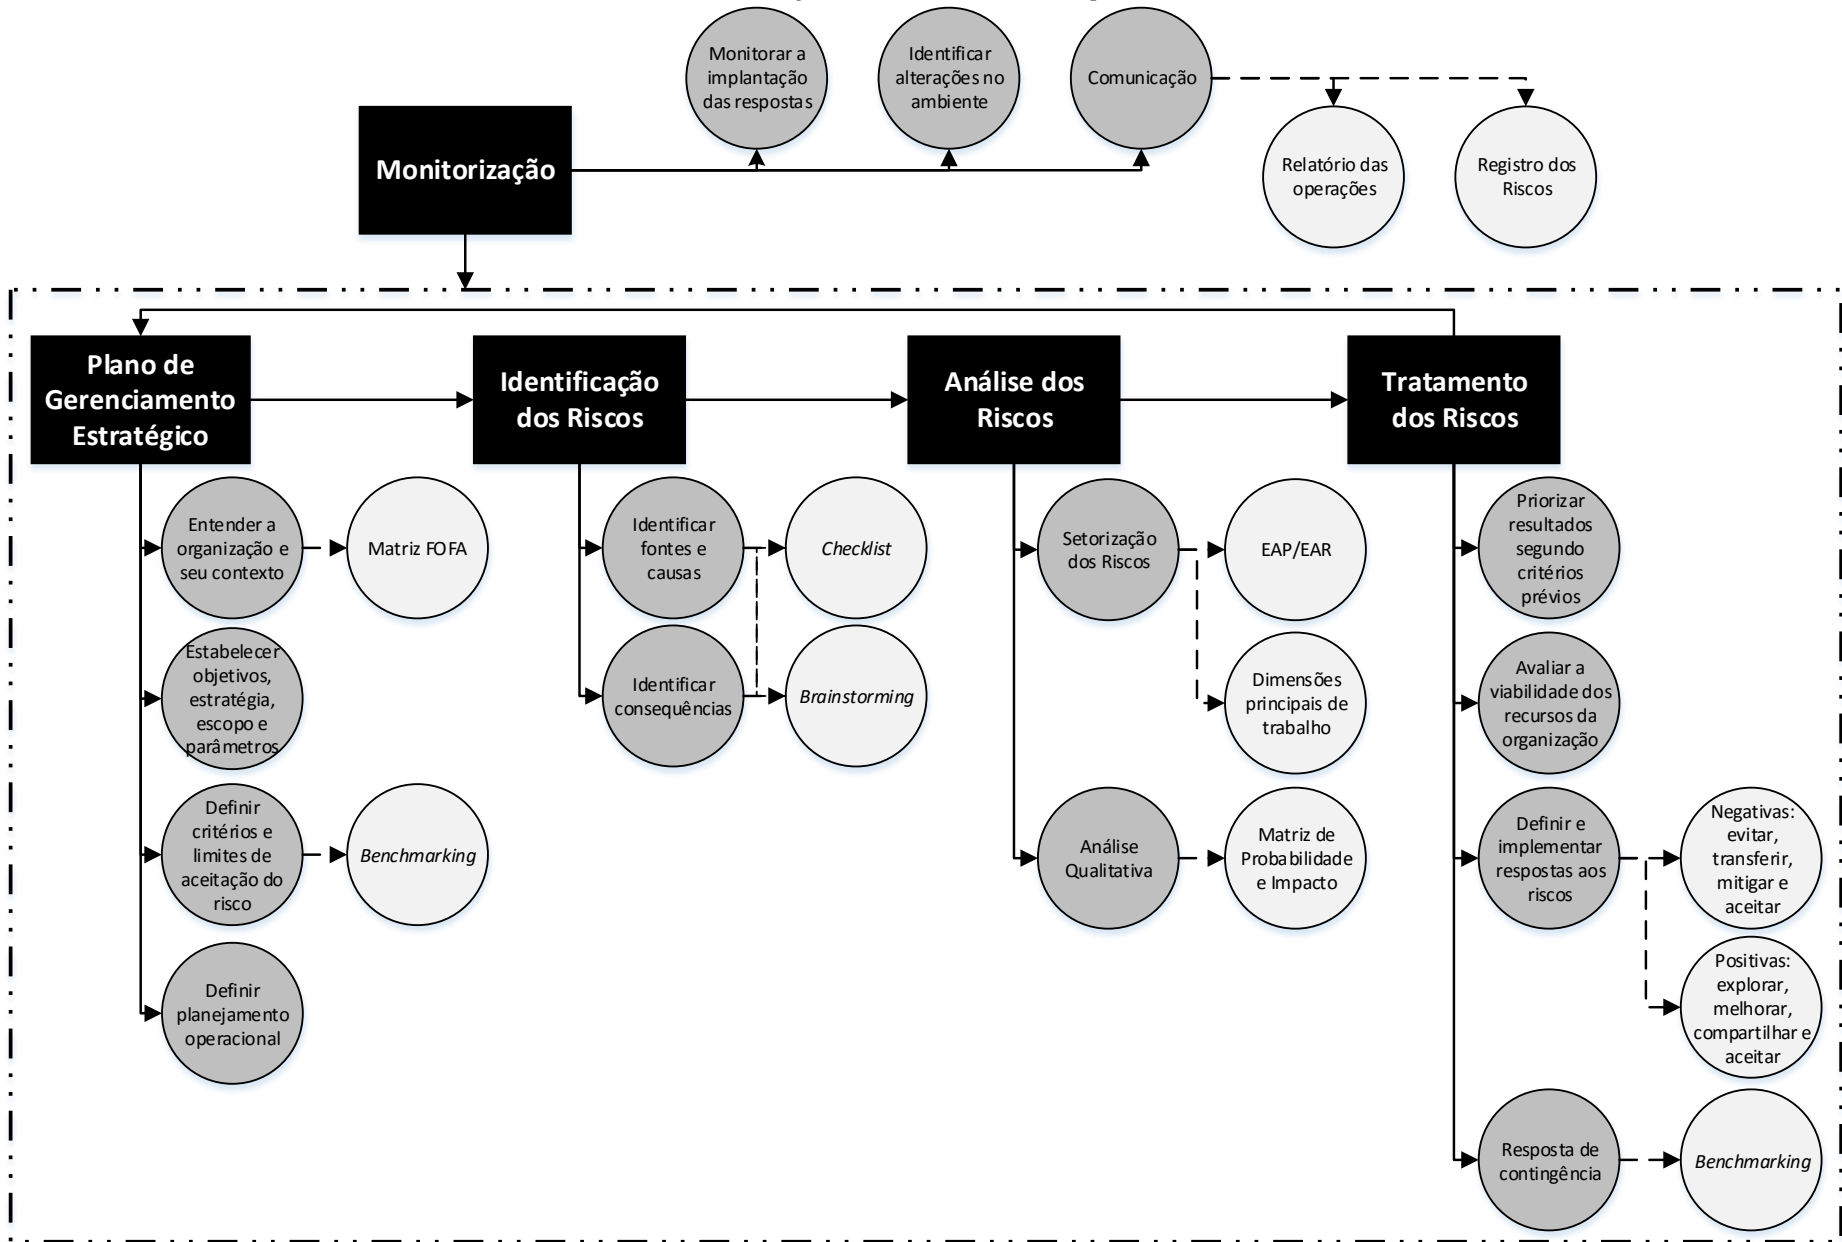 Monitorar a
implantação
das respostas
Identificar
alterações no
ambiente
Comunicação
Monitorização
Relatório das
operações
Registro dos
Riscos
Plano de
Gerenciamento
Estratégico
Identificação
dos Riscos
Análise dos
Riscos
Tratamento
dos Riscos
Entender a
organização e
seu contexto
Matriz FOFA
Estabelecer
objetivos,
estratégia,
escopo e
parâmetros
Definir
critérios e
limites de
aceitação do
risco
Benchmarking
Definir
planejamento
operacional
Identificar
fontes e
causas
Checklist
Identificar
consequências
Brainstorming
Setorização
dos Riscos
EAP/EAR
Dimensões
principais de
trabalho
Análise
Qualitativa
Matriz de
Probabilidade
e Impacto
Priorizar
resultados
segundo
critérios
prévios
Avaliar a
viabilidade dos
recursos da
organização
Definir e
implementar
respostas aos
riscos
Negativas:
evitar,
transferir,
mitigar e
aceitar
Positivas:
explorar,
melhorar,
compartilhar e
aceitar
Resposta de
contingência
Benchmarking